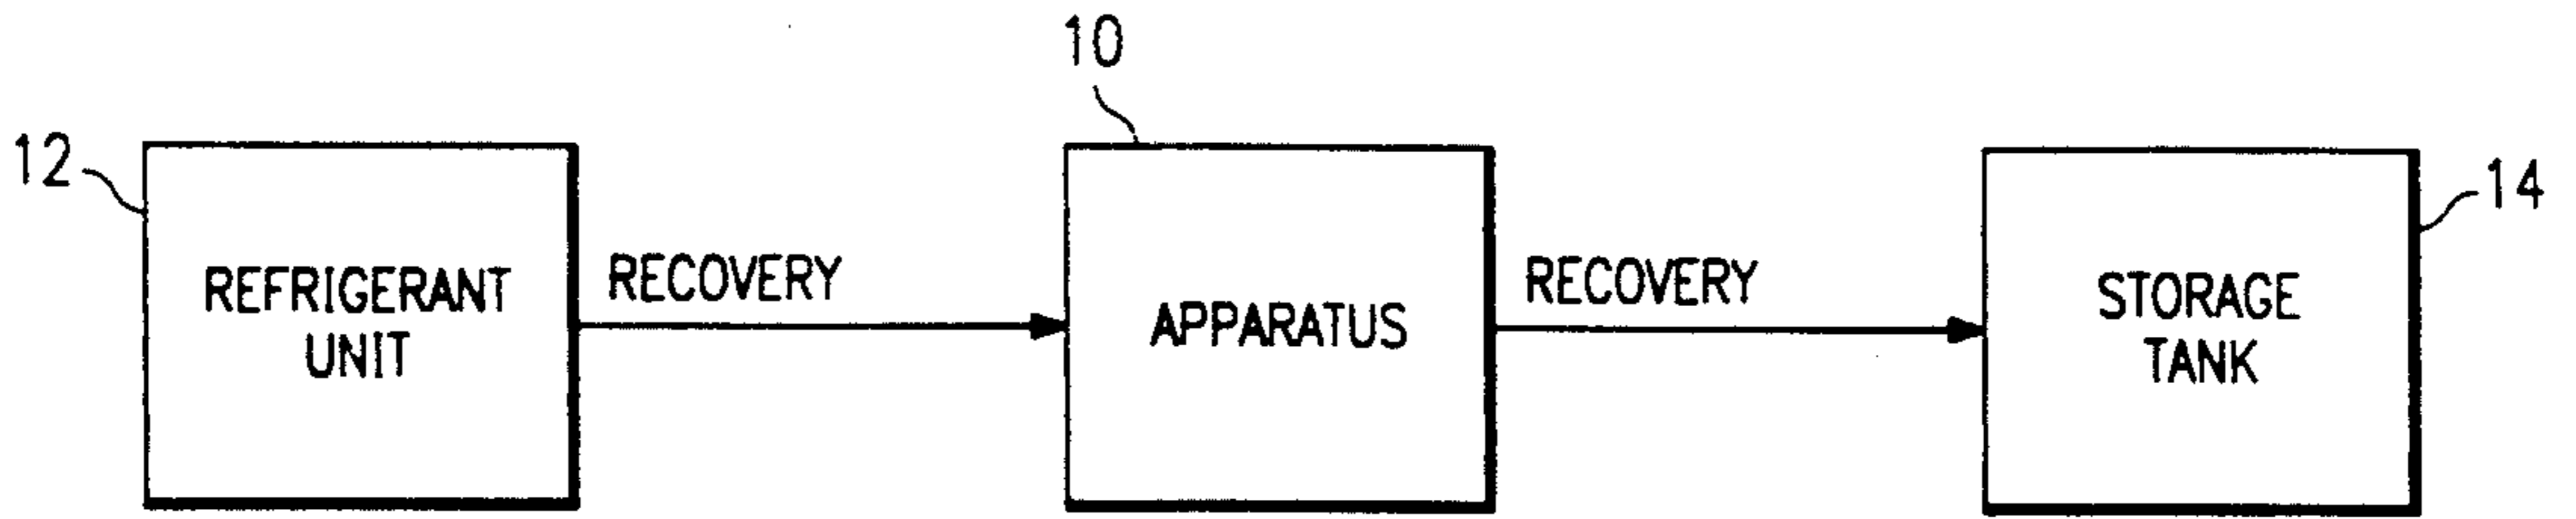 10
12
REFRIGERANT
UNIT
RECOVERY
APPARATUS
RECOVERY
STORAGE
TANK
14